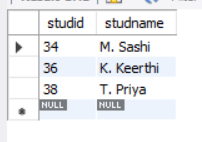 studid studname
34 M. Sashi
36 K. Keerthi
38 T. Priya
NULL NULL